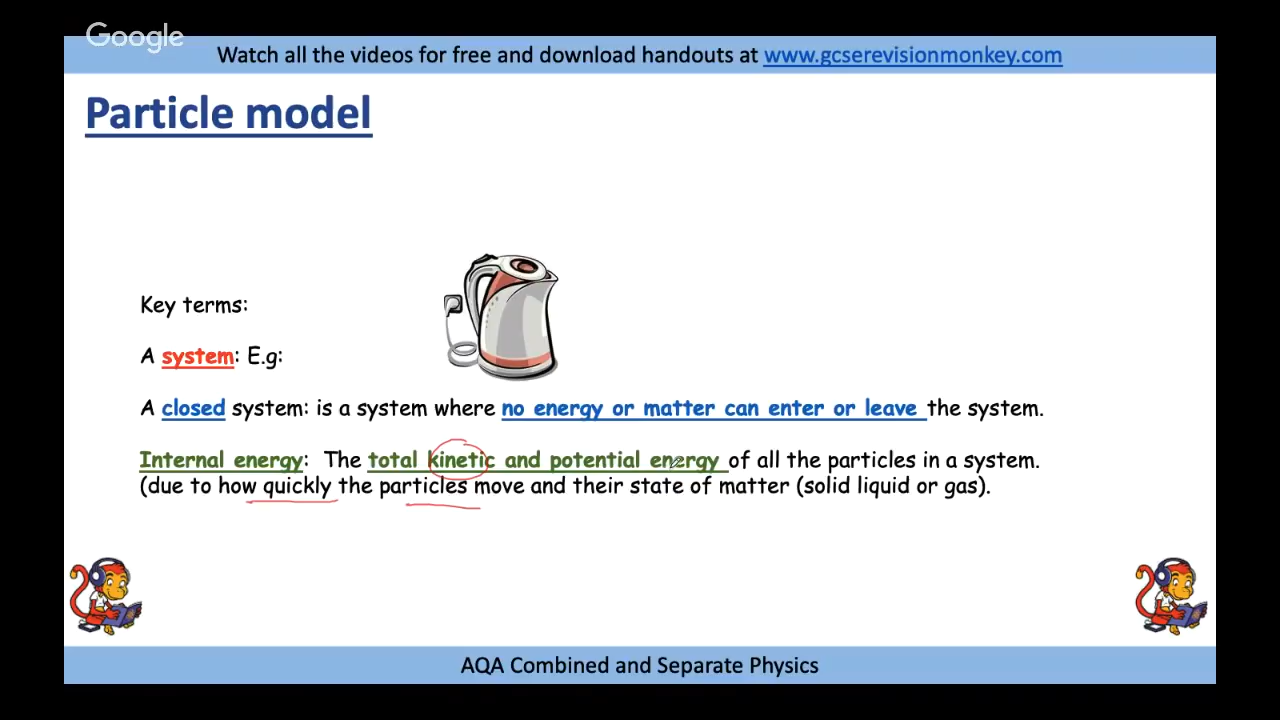 Google
Watch all the videos for free and download handouts at www.gcserevisionmonkey.com
Particle model
Key terms:
A system: E.g:
A closed system: is a system where no energy or matter can enter or leave the system.
Internal energy: The total kinetic and potential energy of all the particles in a system.
(due to how quickly the particles move and their state of matter (solid liquid or gas).
AQA Combined and Separate Physics